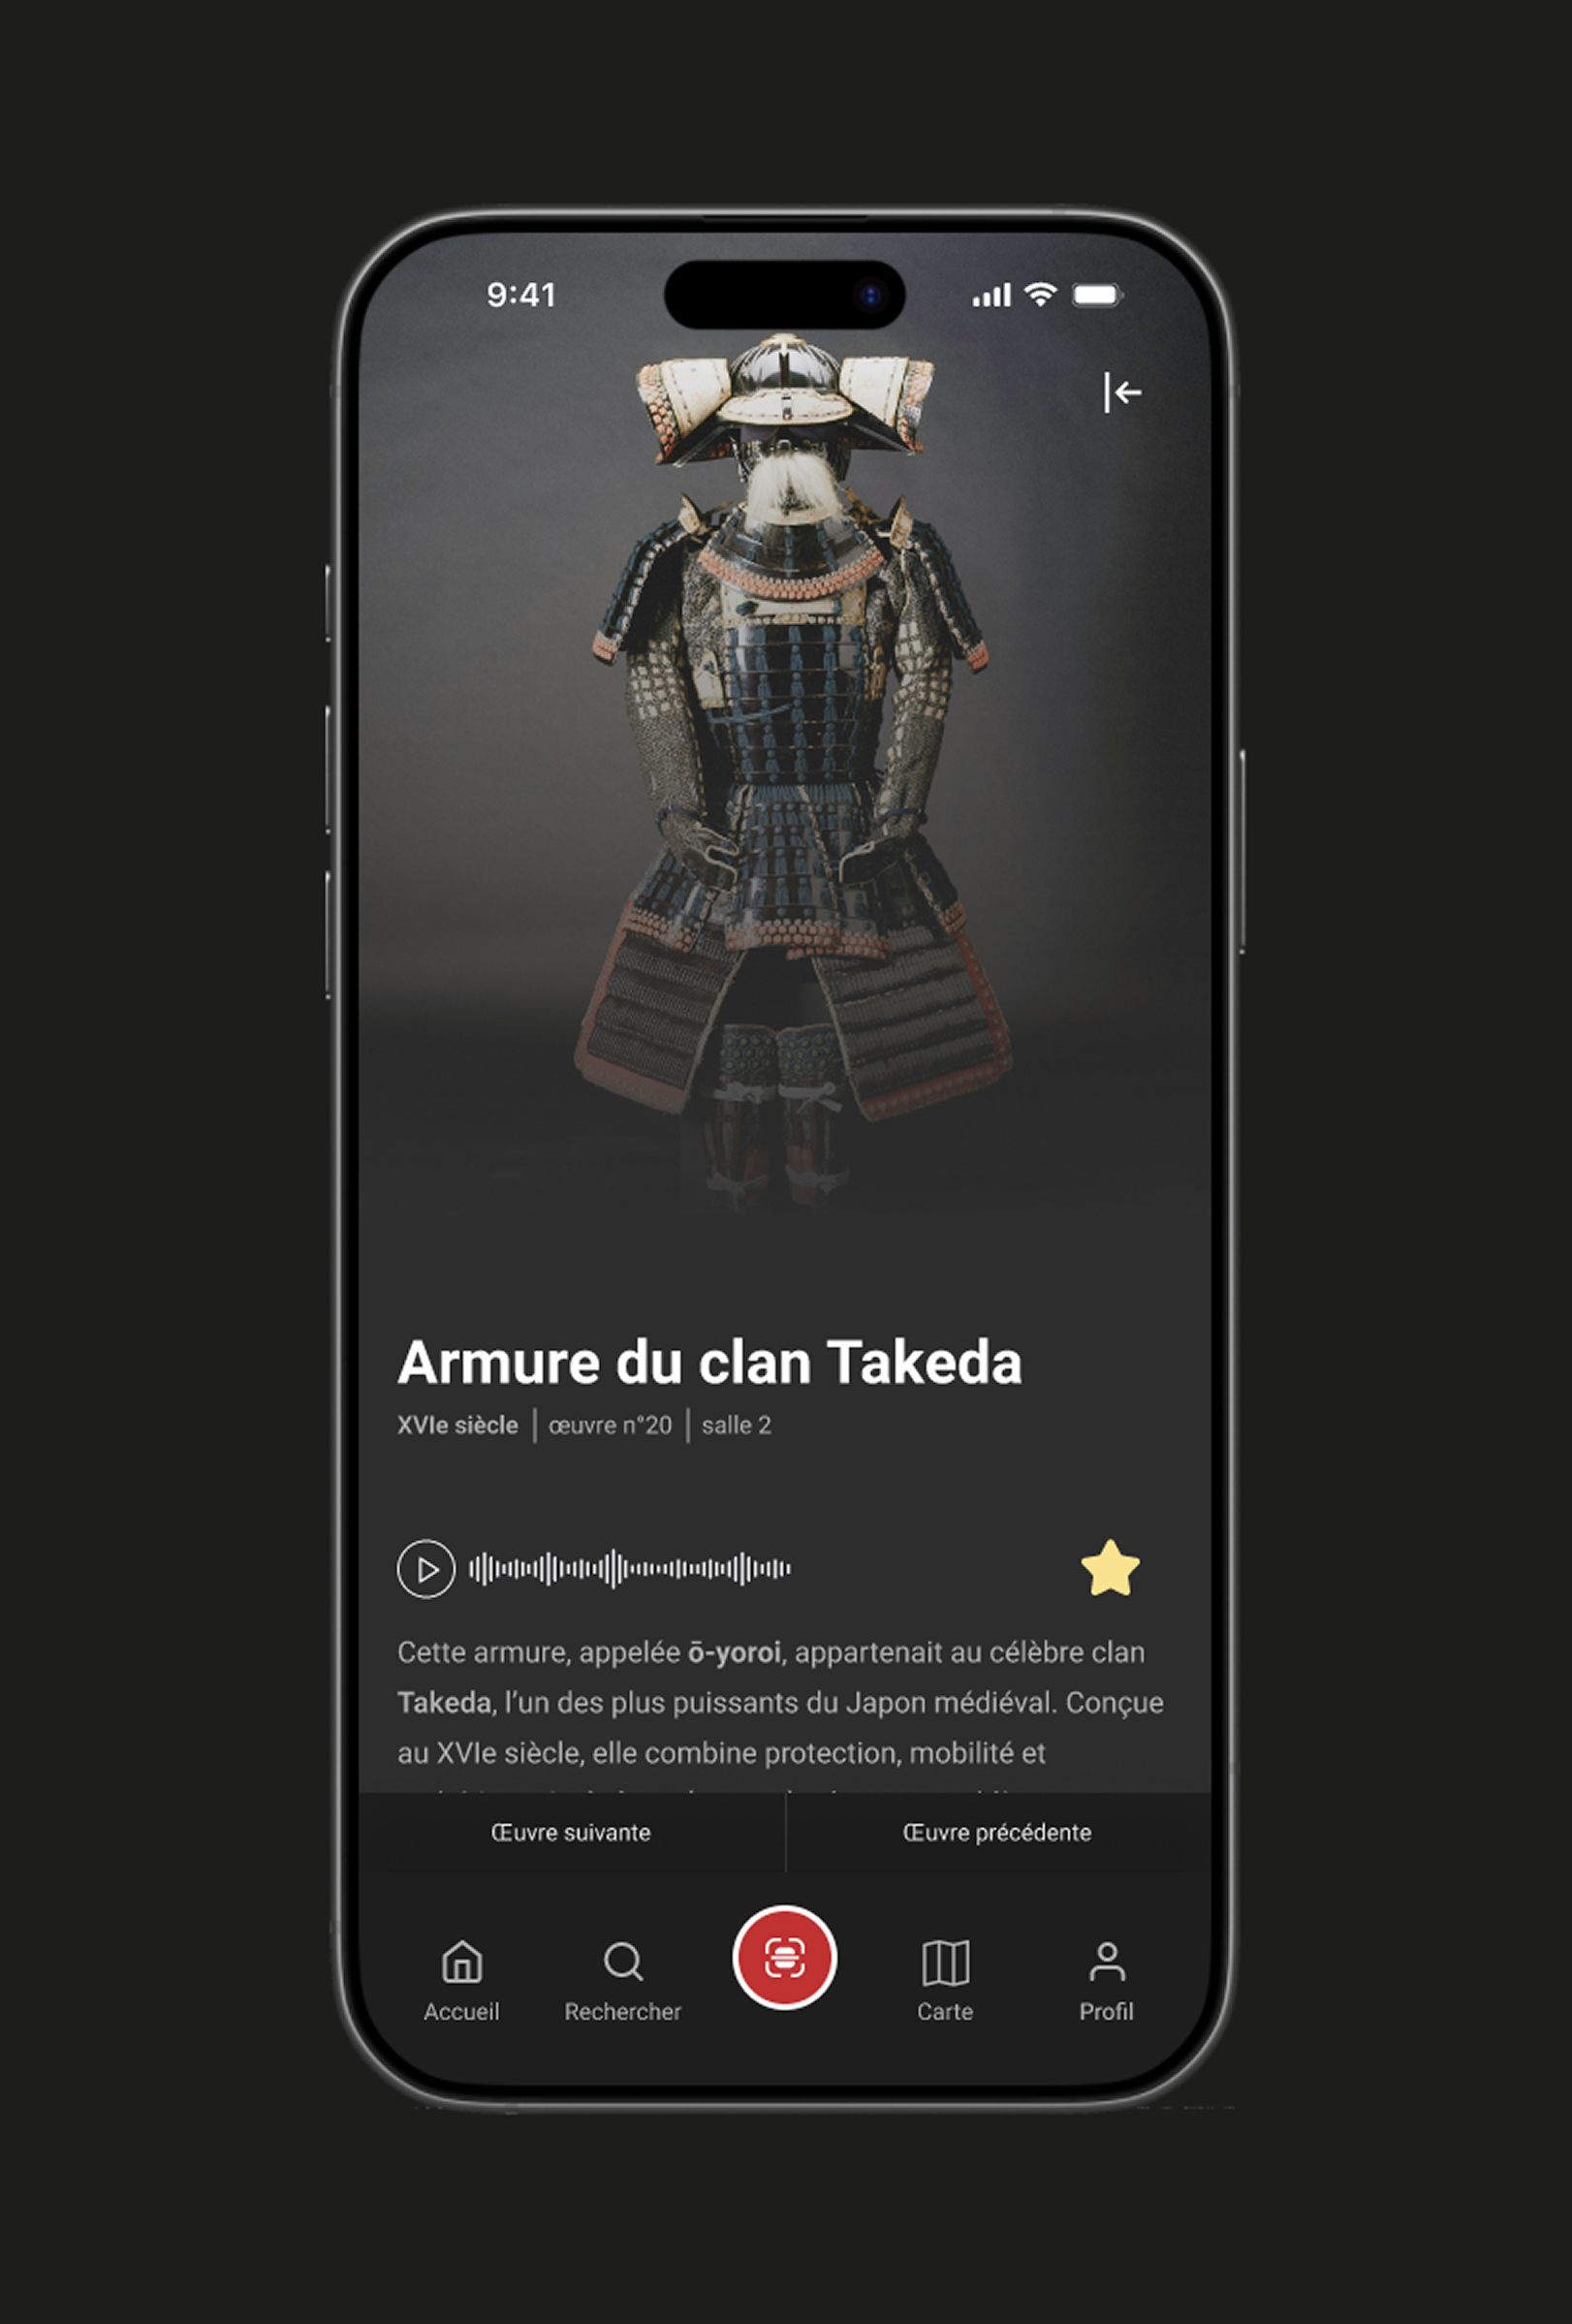 9:41
Armure du clan Takeda
XVIe siècle | œuvre n°20 | salle 2
Cette armure, appelée ō-yoroi, appartenait au célèbre clan
Takeda, l’un des plus puissants du Japon médiéval. Conçue
au XVIe siècle, elle combine protection, mobilité et
Œuvre suivante
Œuvre précédente
Accueil
Rechercher
Carte
Profil